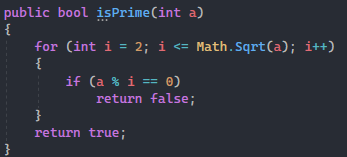 public bool isPrime(int a)
{
    for (int i = 2; i <= Math.Sqrt(a); i++)
    {
        if (a % i == 0)
            return false;
    }
    return true;
}